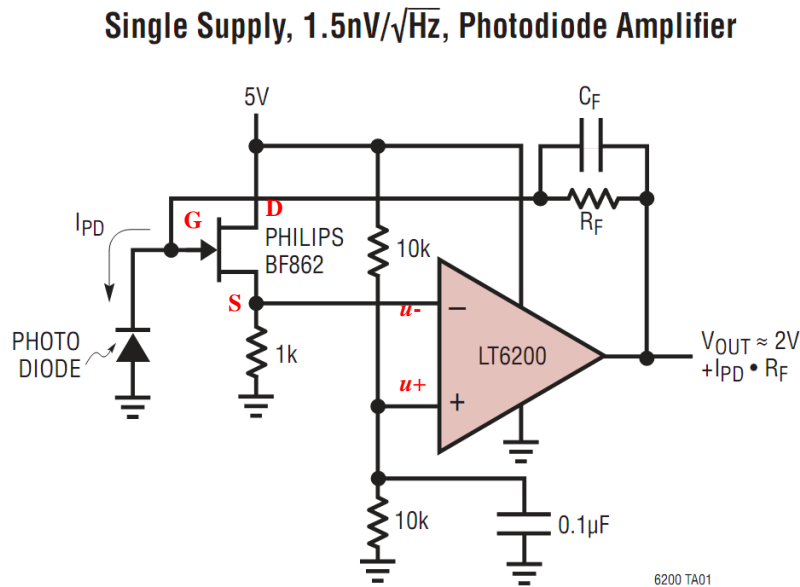 Single Supply, 1.5nV/√Hz, Photodiode Amplifier
5V
CF
IPD
G
D
RF
PHILIPS
BF862
10k
S
u-
−
PHOTO
DIODE
1k
LT6200
VOUT ≈ 2V
+IPD • RF
u+
+
10k
0.1µF
6200 TA01